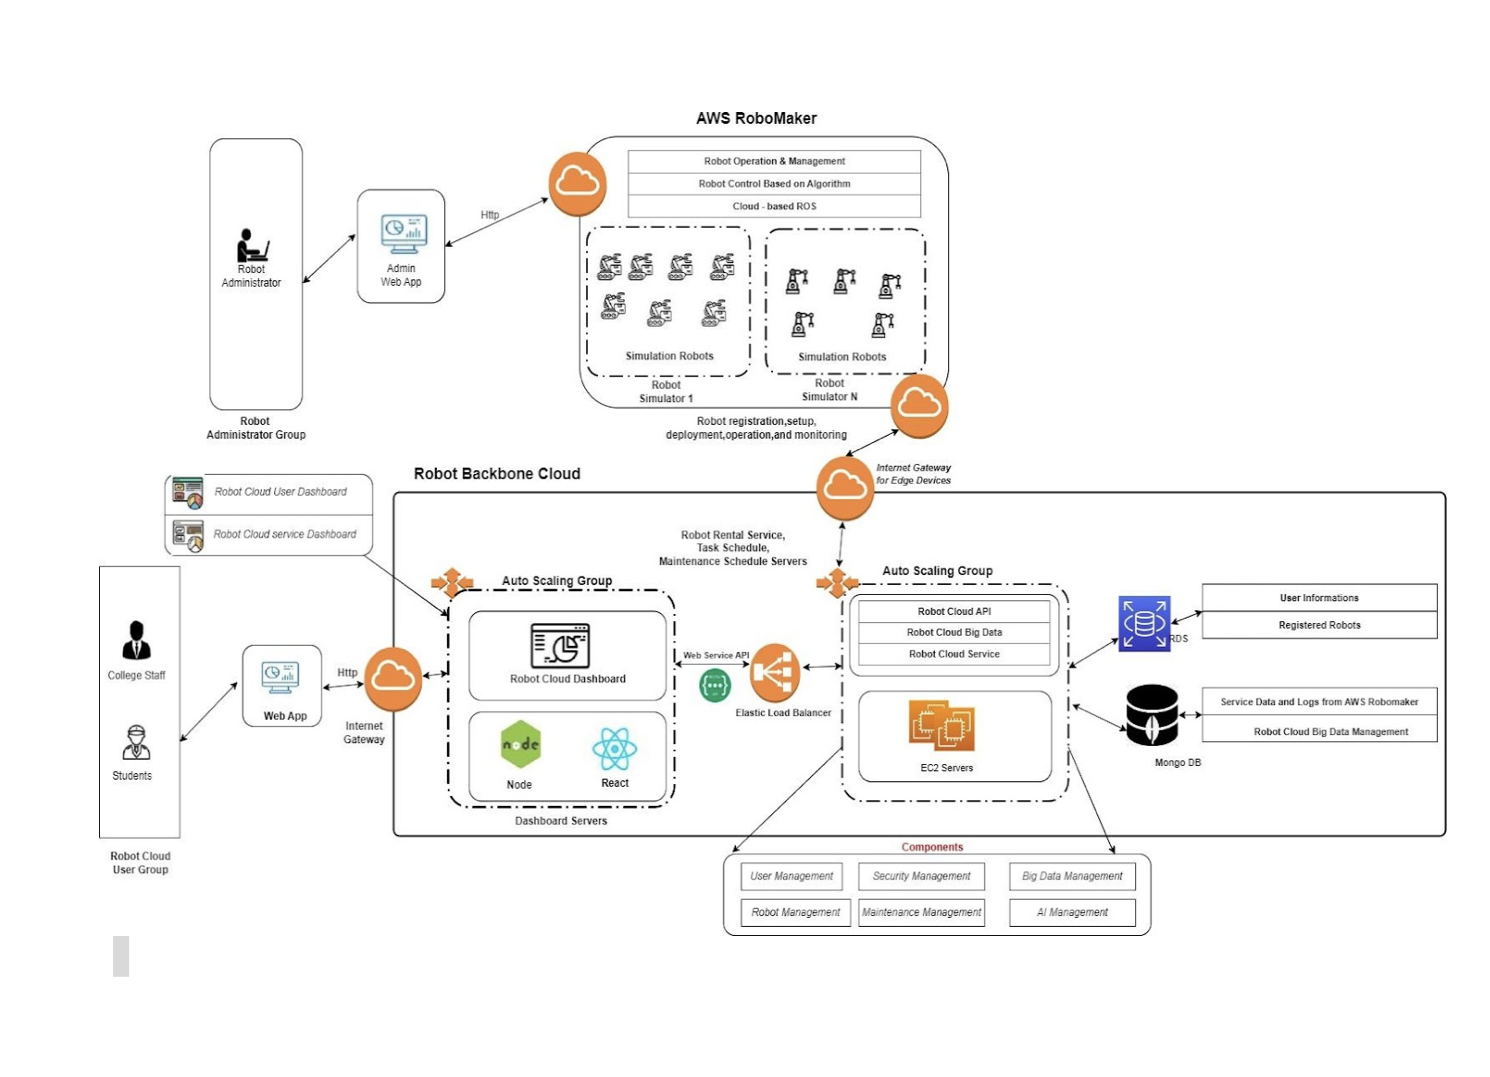 AWS RoboMaker
Robot Operation & Management
Robot Control Based on Algorithm
Cloud - based ROS
Http
Robot
Administrator
Admin
Web App
Simulation Robots
Simulation Robots
Robot
Simulator 1
Robot
Simulator N
Robot
Administrator Group
Robot registration,setup,
deployment,operation,and monitoring
Robot Backbone Cloud
Internet Gateway
for Edge Devices
Robot Cloud User Dashboard
Robot Cloud service Dashboard
Robot Rental Service,
Task Schedule,
Maintenance Schedule Servers
Auto Scaling Group
Auto Scaling Group
Robot Cloud API
Robot Cloud Big Data
Robot Cloud Service
User Informations
Registered Robots
RDS
College Staff
Students
Web App
Http
Internet
Gateway
Robot Cloud Dashboard
Web Service API
Elastic Load Balancer
node
Node
React
EC2 Servers
Service Data and Logs from AWS Robomaker
Robot Cloud Big Data Management
Mongo DB
Dashboard Servers
Robot Cloud
User Group
Components
User Management
Security Management
Big Data Management
Robot Management
Maintenance Management
AI Management